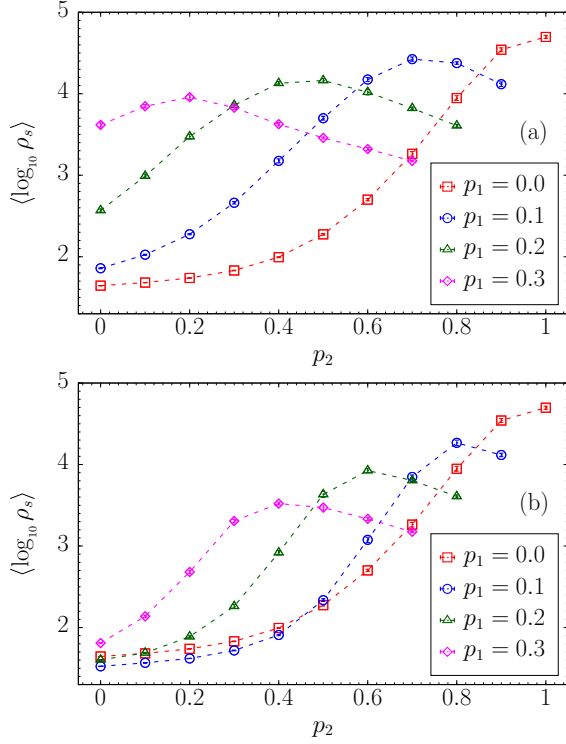 5
4
3
2
⟨log₁₀ ρₛ⟩
(a)
p₁ = 0.0
p₁ = 0.1
p₁ = 0.2
p₁ = 0.3
0 0.2 0.4 0.6 0.8 1
p₂
5
4
3
2
⟨log₁₀ ρₛ⟩
(b)
p₁ = 0.0
p₁ = 0.1
p₁ = 0.2
p₁ = 0.3
0 0.2 0.4 0.6 0.8 1
p₂